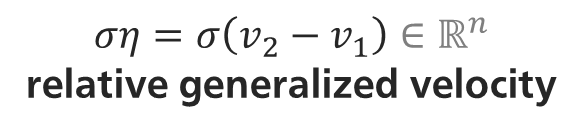 ση = σ(v₂ − v₁) ∈ ℝⁿ
relative generalized velocity